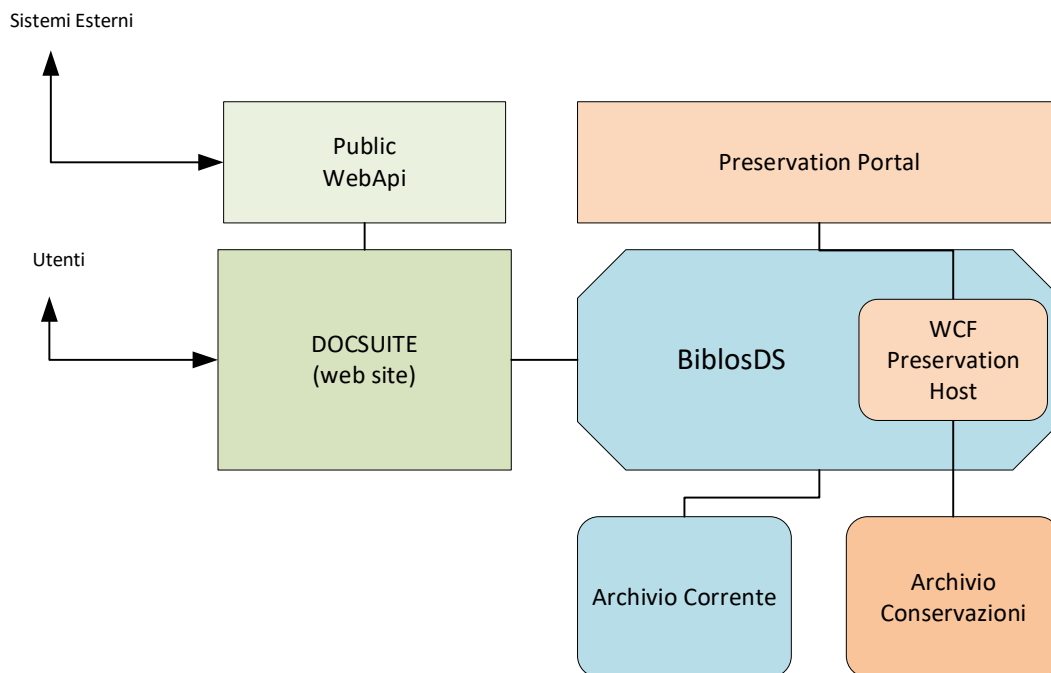 Sistemi Esterni
Public
WebApi
Preservation Portal
Utenti
DOCSUITE
(web site)
BiblosDS
WCF
Preservation
Host
Archivio Corrente
Archivio
Conservazioni